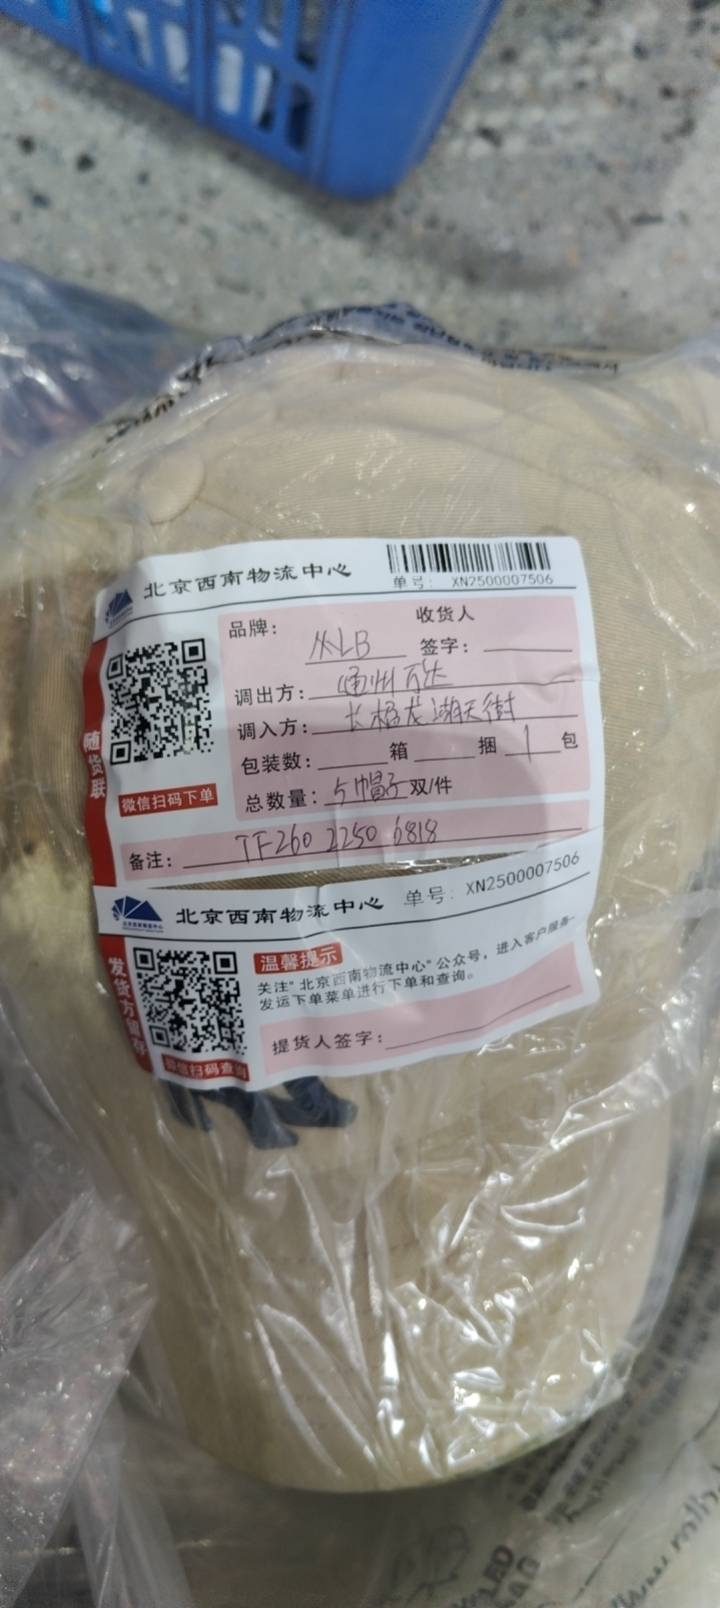 北京西南物流中心
单号: XN2500007506
品牌: MLB
收货人
签字:
调出方: 通州万达
调入方: 长楹龙湖天街
包装数: 箱 捆 1 包
总数量: 5帽子 双/件
备注: TF260 2250 6818
随货联
微信扫码下单
北京西南物流中心 单号: XN2500007506
温馨提示
关注"北京西南物流中心"公众号，进入客户服务-
发运下单菜单进行下单和查询。
提货人签字:
发货方留存
微信扫码查询